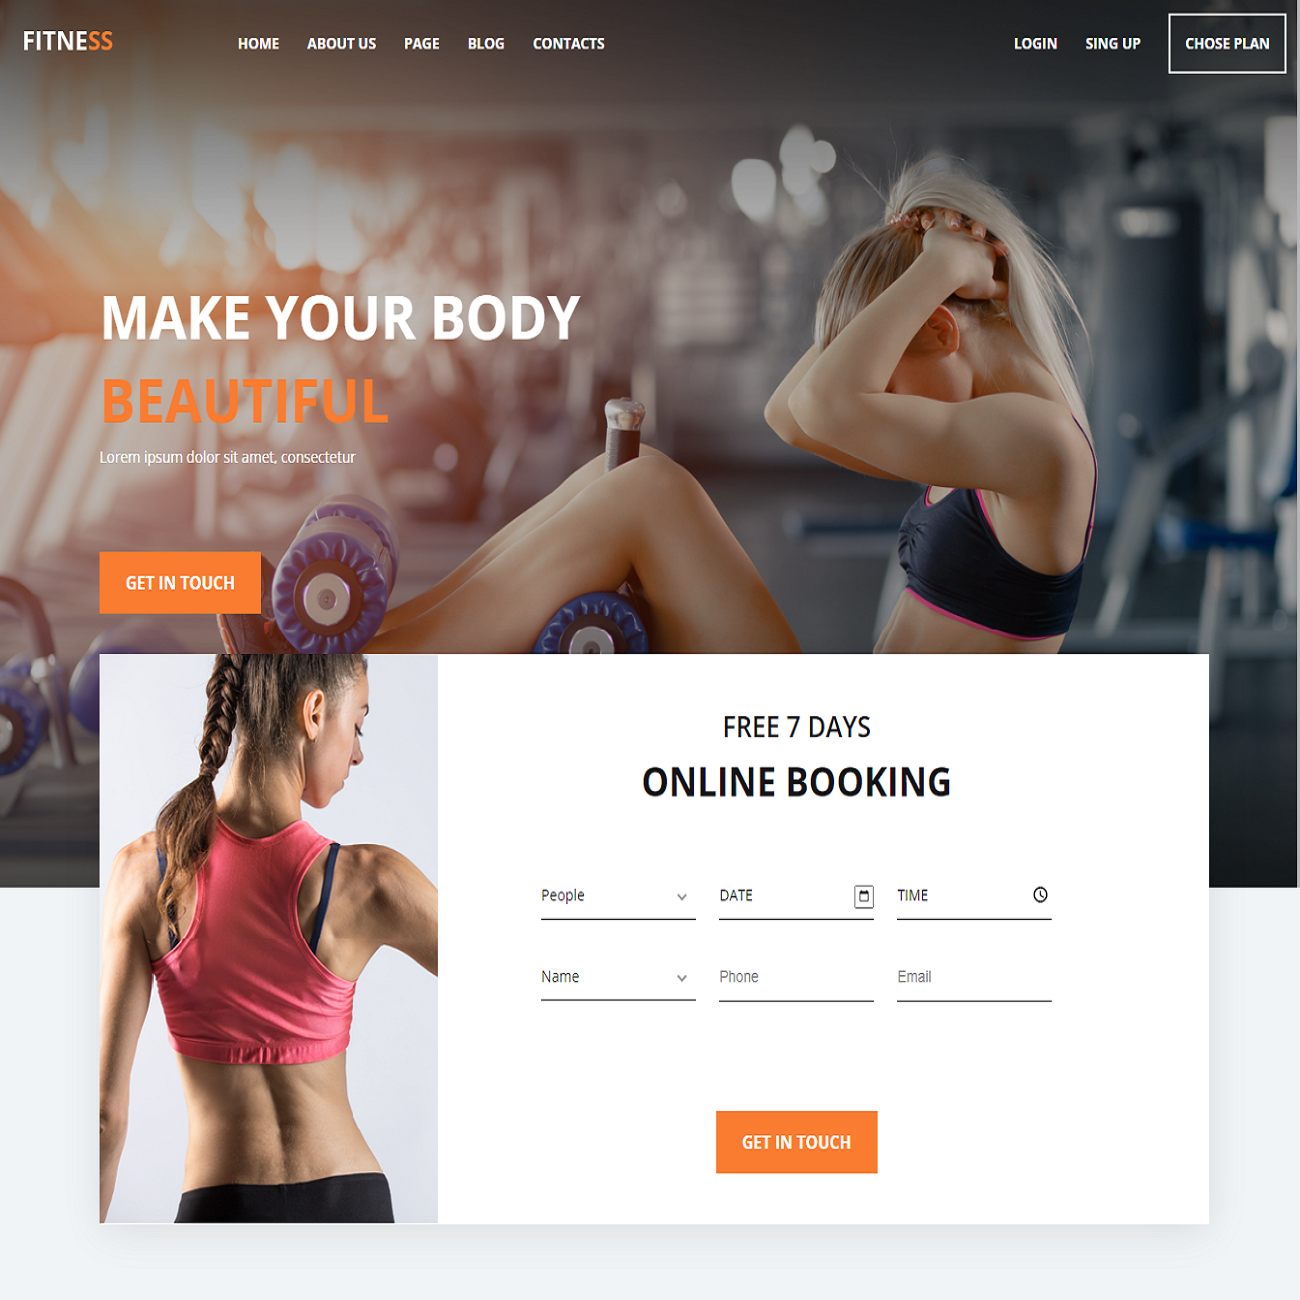 FITNESS
HOME ABOUT US PAGE BLOG CONTACTS LOGIN SING UP CHOSE PLAN
MAKE YOUR BODY
BEAUTIFUL
Lorem ipsum dolor sit amet, consectetur
GET IN TOUCH
FREE 7 DAYS
ONLINE BOOKING
People DATE TIME
Name Phone Email
GET IN TOUCH